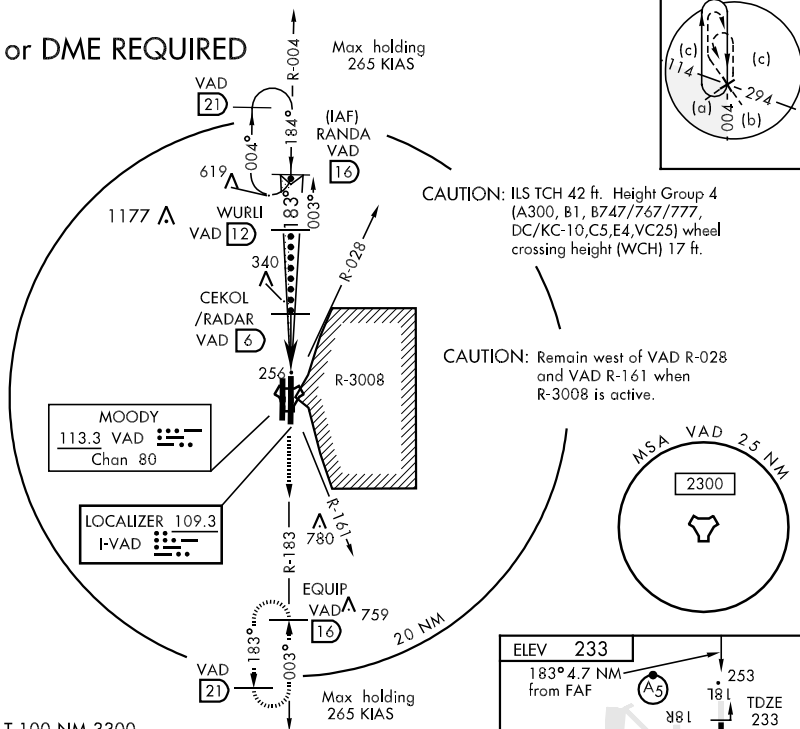 or DME REQUIRED
R-004
Max holding
265 KIAS
VAD
21
004°
184°
(IAF)
RANDA
VAD
16
(c)
(c)
114
294
(a)
(b)
004
619
1177
183°
003°
WURLI
VAD 12
R-028
340
CEKOL
/RADAR
VAD 6
CAUTION: ILS TCH 42 ft. Height Group 4
(A300, B1, B747/767/777,
DC/KC-10,C5,E4,VC25) wheel
crossing height (WCH) 17 ft.
CAUTION: Remain west of VAD R-028
and VAD R-161 when
R-3008 is active.
256
R-3008
MOODY
113.3 VAD
Chan 80
LOCALIZER 109.3
I-VAD
R-161
780
R-183
MSA VAD 25 NM
2300
EQUIP
VAD
16
759
20 NM
183°
003°
VAD
21
Max holding
265 KIAS
ELEV 233
183° 4.7 NM
from FAF
A5
253
18L
18R
TDZE
233
T 100 NM 3300